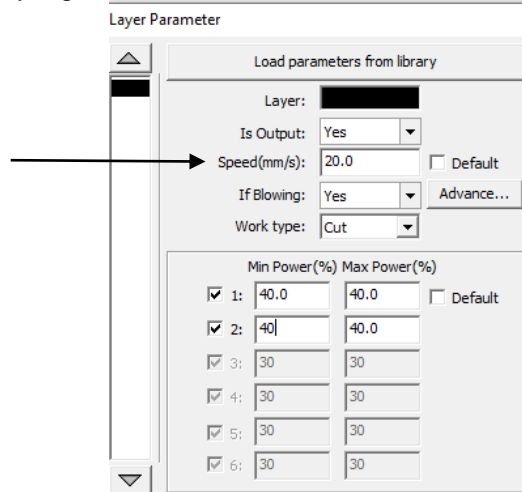 Layer Parameter
Load parameters from library
Layer:
Is Output: Yes
Speed(mm/s): 20.0 Default
If Blowing: Yes Advance...
Work type: Cut
Min Power(%) Max Power(%)
1: 40.0 40.0 Default
2: 40 40.0
3: 30 30
4: 30 30
5: 30 30
6: 30 30